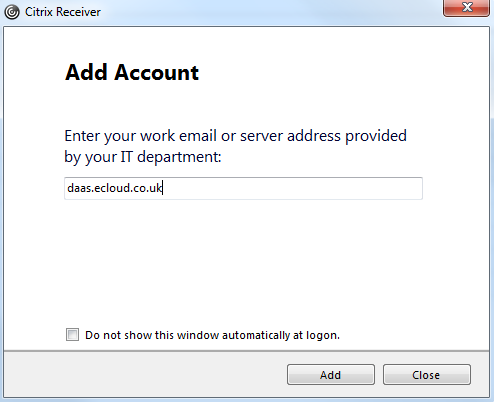 Citrix Receiver
Add Account
Enter your work email or server address provided
by your IT department:
daas.ecloud.co.uk
Do not show this window automatically at logon.
Add
Close